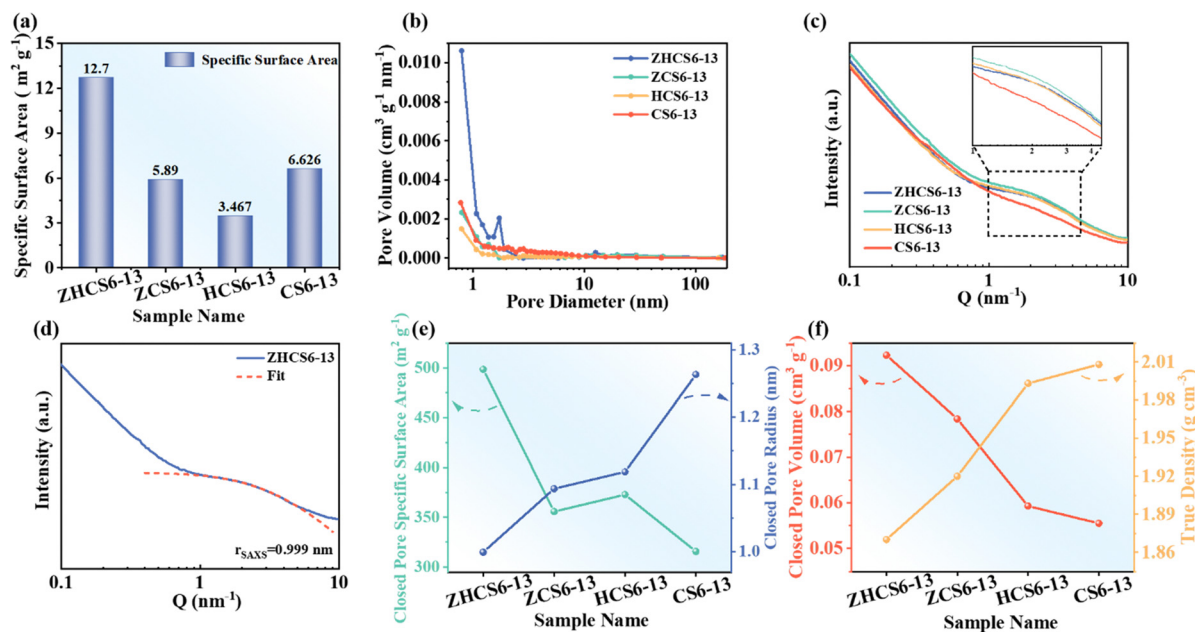 (a)
Specific Surface Area ( m² g⁻¹)
15
12
9
6
3
0
Specific Surface Area
12.7
5.89
3.467
6.626
ZHCS6-13
ZCS6-13
HCS6-13
CS6-13
Sample Name
(b)
Pore Volume (cm³ g⁻¹ nm⁻¹)
0.010
0.008
0.006
0.004
0.002
0.000
ZHCS6-13
ZCS6-13
HCS6-13
CS6-13
1
10
100
Pore Diameter (nm)
(c)
Intensity (a.u.)
1
2
3
4
ZHCS6-13
ZCS6-13
HCS6-13
CS6-13
0.1
1
10
Q (nm⁻¹)
(d)
Intensity (a.u.)
ZHCS6-13
Fit
r_SAXS=0.999 nm
0.1
1
10
Q (nm⁻¹)
(e)
Closed Pore Specific Surface Area (m² g⁻¹)
500
450
400
350
300
1.3
1.2
1.1
1.0
Closed Pore Radius (nm)
ZHCS6-13
ZCS6-13
HCS6-13
CS6-13
Sample Name
(f)
Closed Pore Volume (cm³ g⁻¹)
0.09
0.08
0.07
0.06
0.05
2.01
1.98
1.95
1.92
1.89
1.86
True Density (g cm⁻³)
ZHCS6-13
ZCS6-13
HCS6-13
CS6-13
Sample Name